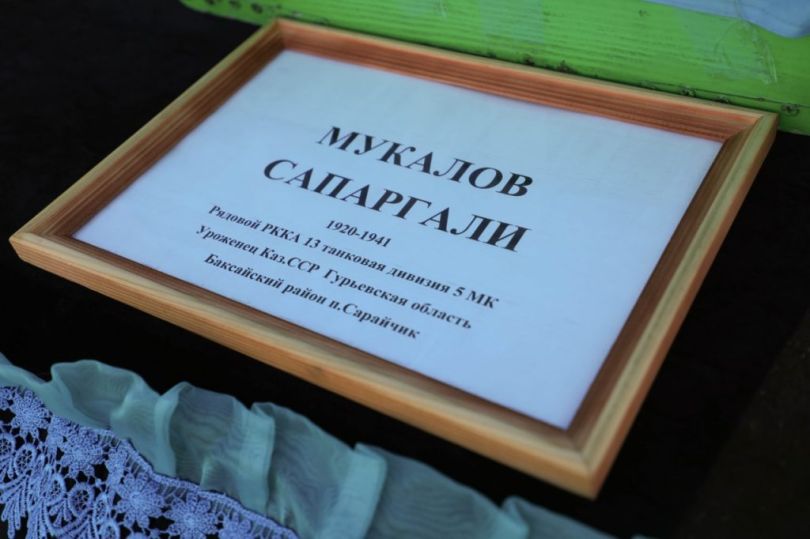 МУКАЛОВ
САПАРГАЛИ
1920-1941
Рядовой РККА 13 танковая дивизия 5 МК
Уроженец Каз.ССР Гурьевская область
Баксайский район п.Сарайчик